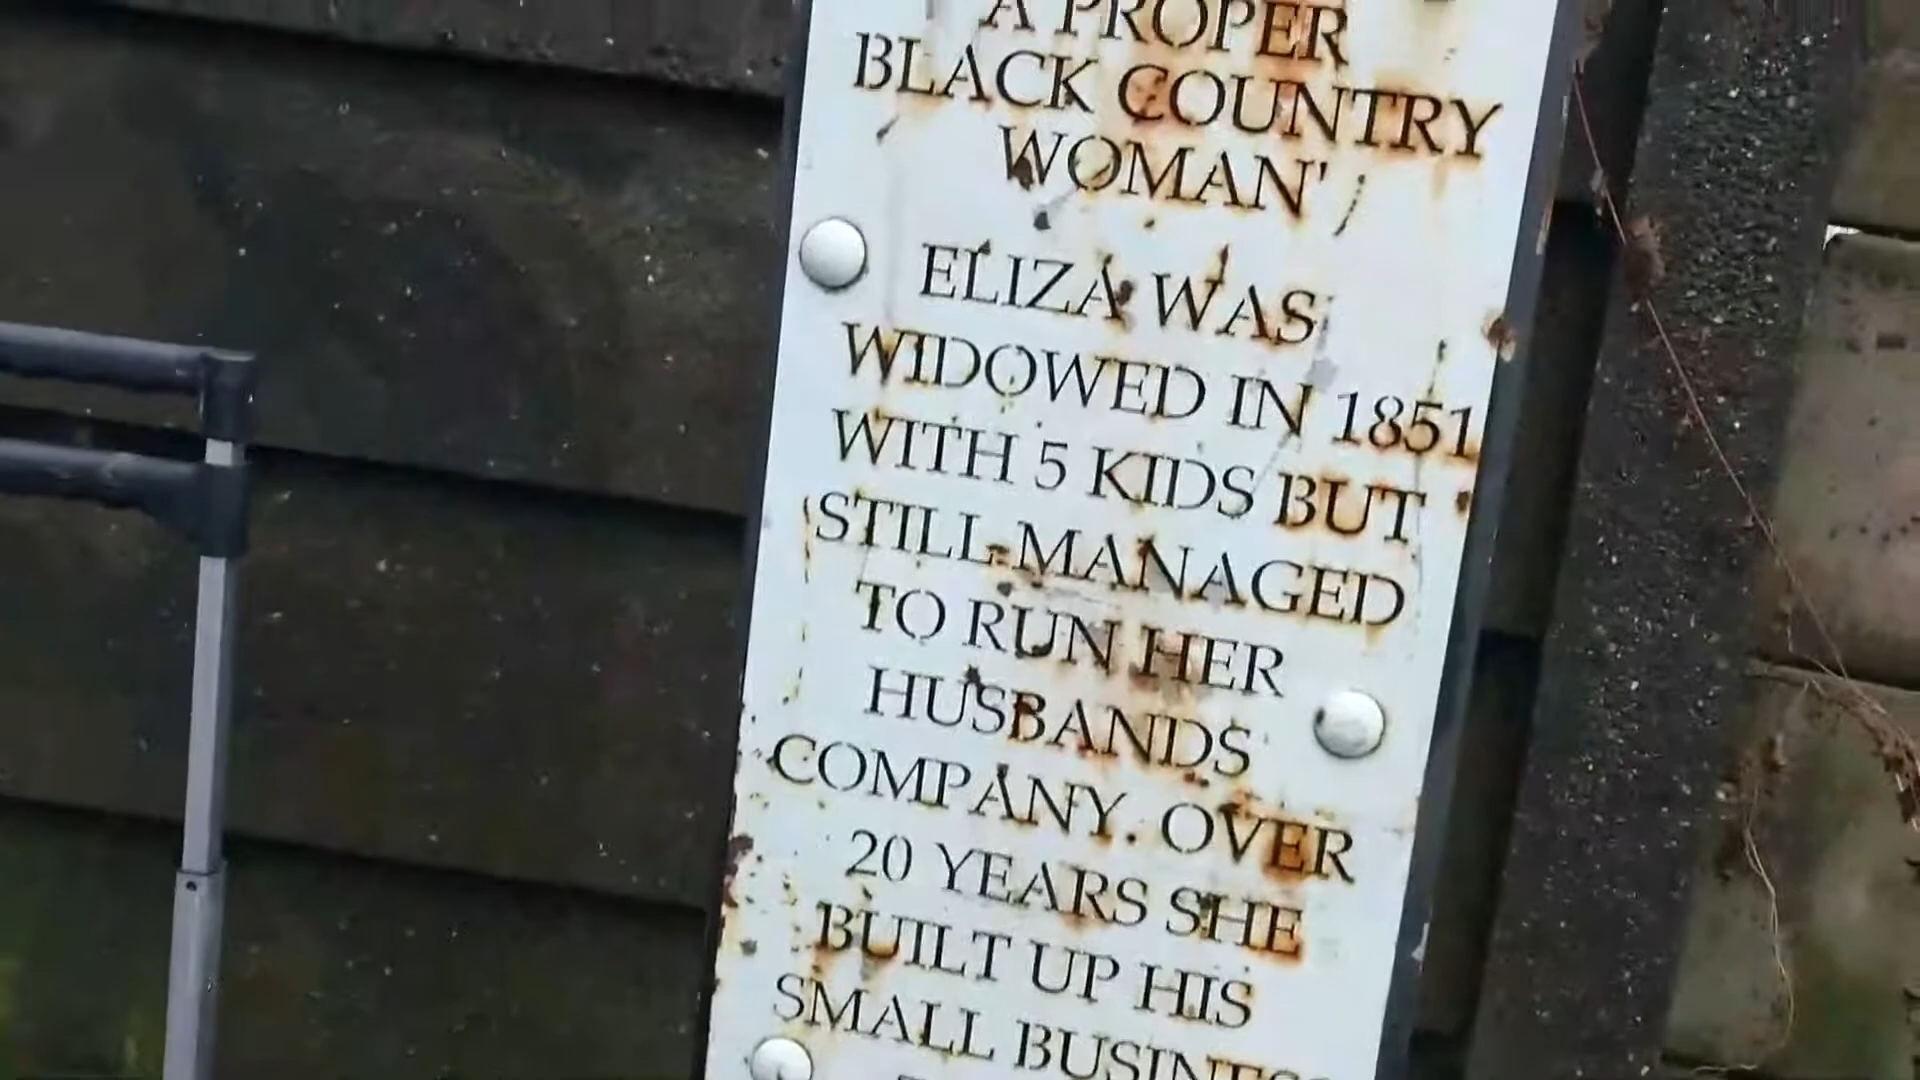 A PROPER
BLACK COUNTRY
WOMAN'
ELIZA WAS
WIDOWED IN 1851
WITH 5 KIDS BUT
STILL MANAGED
TO RUN HER
HUSBANDS
COMPANY. OVER
20 YEARS SHE
BUILT UP HIS
SMALL